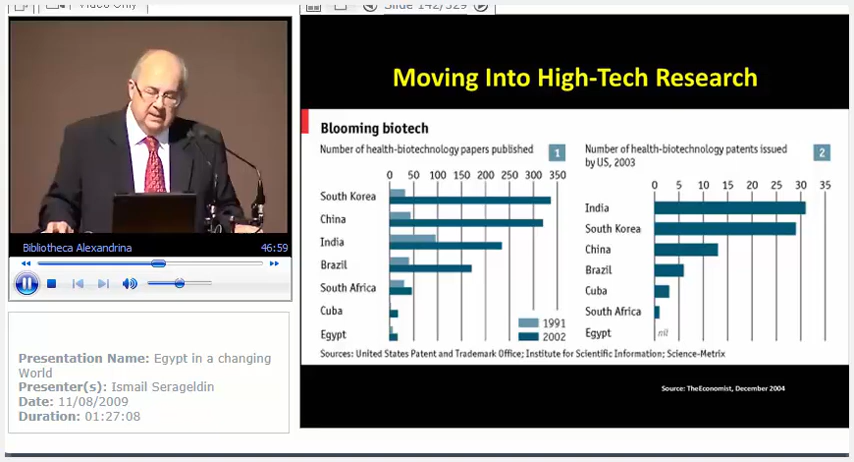 Video Only
Slide 142/329
Moving Into High-Tech Research
Blooming biotech
Number of health-biotechnology papers published
1
0 50 100 150 200 250 300 350
South Korea
China
India
Brazil
South Africa
Cuba
Egypt
1991
2002
Number of health-biotechnology patents issued
by US, 2003
2
0 5 10 15 20 25 30 35
India
South Korea
China
Brazil
Cuba
South Africa
Egypt
nil
Sources: United States Patent and Trademark Office; Institute for Scientific Information; Science-Metrix
Source: TheEconomist, December 2004
Bibliotheca Alexandrina
46:59
Presentation Name: Egypt in a changing
World
Presenter(s): Ismail Serageldin
Date: 11/08/2009
Duration: 01:27:08